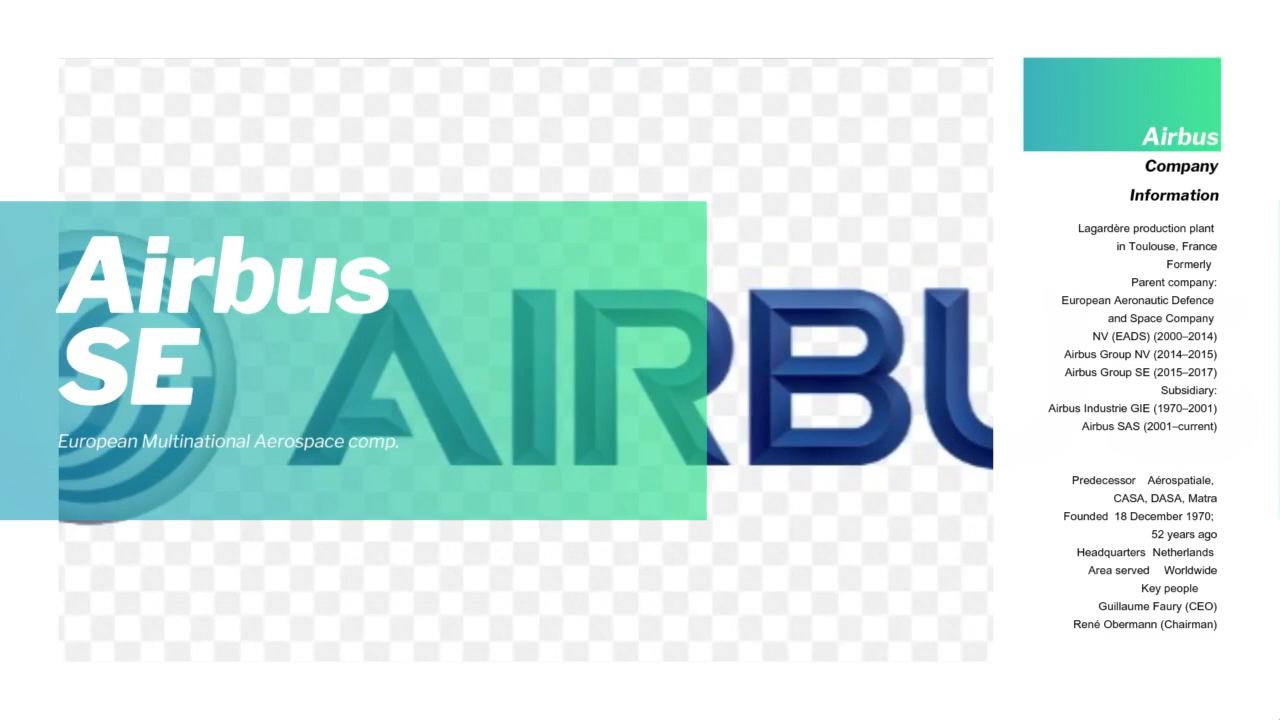 Airbus
SE
European Multinational Aerospace comp.
AIRBU
Airbus
Company
Information
Lagardère production plant
in Toulouse, France
Formerly
Parent company:
European Aeronautic Defence
and Space Company
NV (EADS) (2000–2014)
Airbus Group NV (2014–2015)
Airbus Group SE (2015–2017)
Subsidiary:
Airbus Industrie GIE (1970–2001)
Airbus SAS (2001–current)
Predecessor Aérospatiale,
CASA, DASA, Matra
Founded 18 December 1970;
52 years ago
Headquarters Netherlands
Area served Worldwide
Key people
Guillaume Faury (CEO)
René Obermann (Chairman)